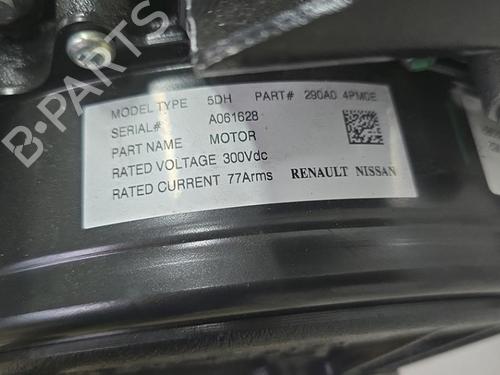 B-PARTS
MODEL TYPE 5DH PART# 290A0 4PM0E
SERIAL# A061628
PART NAME MOTOR
RATED VOLTAGE 300Vdc
RATED CURRENT 77Arms RENAULT NISSAN